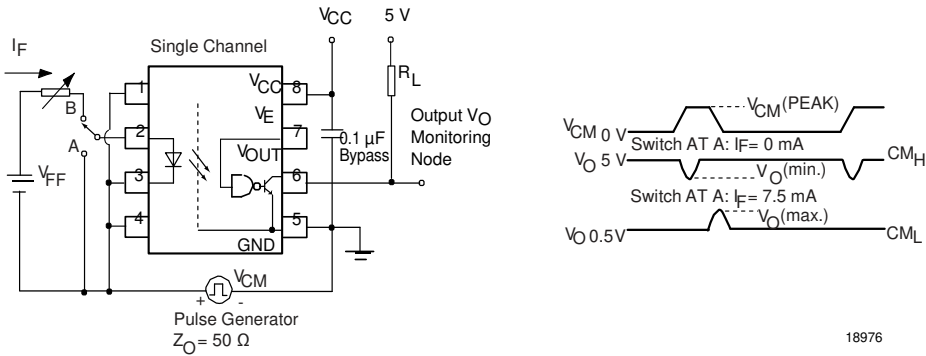 VCC
5 V
Single Channel
IF
RL
1
VCC
8
B
VE
A
2
7
0.1 µF
Bypass
Output VO
Monitoring
Node
VOUT
VFF
3
6
4
5
GND
VCM
+
-
Pulse Generator
ZO = 50 Ω
VCM (PEAK)
VCM 0 V
Switch AT A: IF= 0 mA
VO 5 V
CMH
VO(min.)
Switch AT A: IF = 7.5 mA
VO(max.)
VO 0.5 V
CML
18976